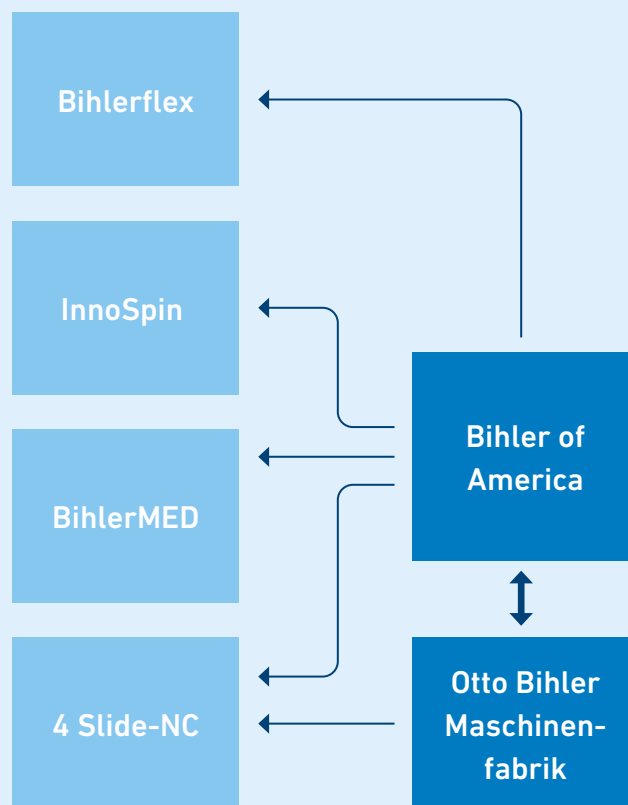 Bihlerflex
InnoSpin
BihlerMED
4 Slide-NC
Bihler of
America
Otto Bihler
Maschinen-
fabrik